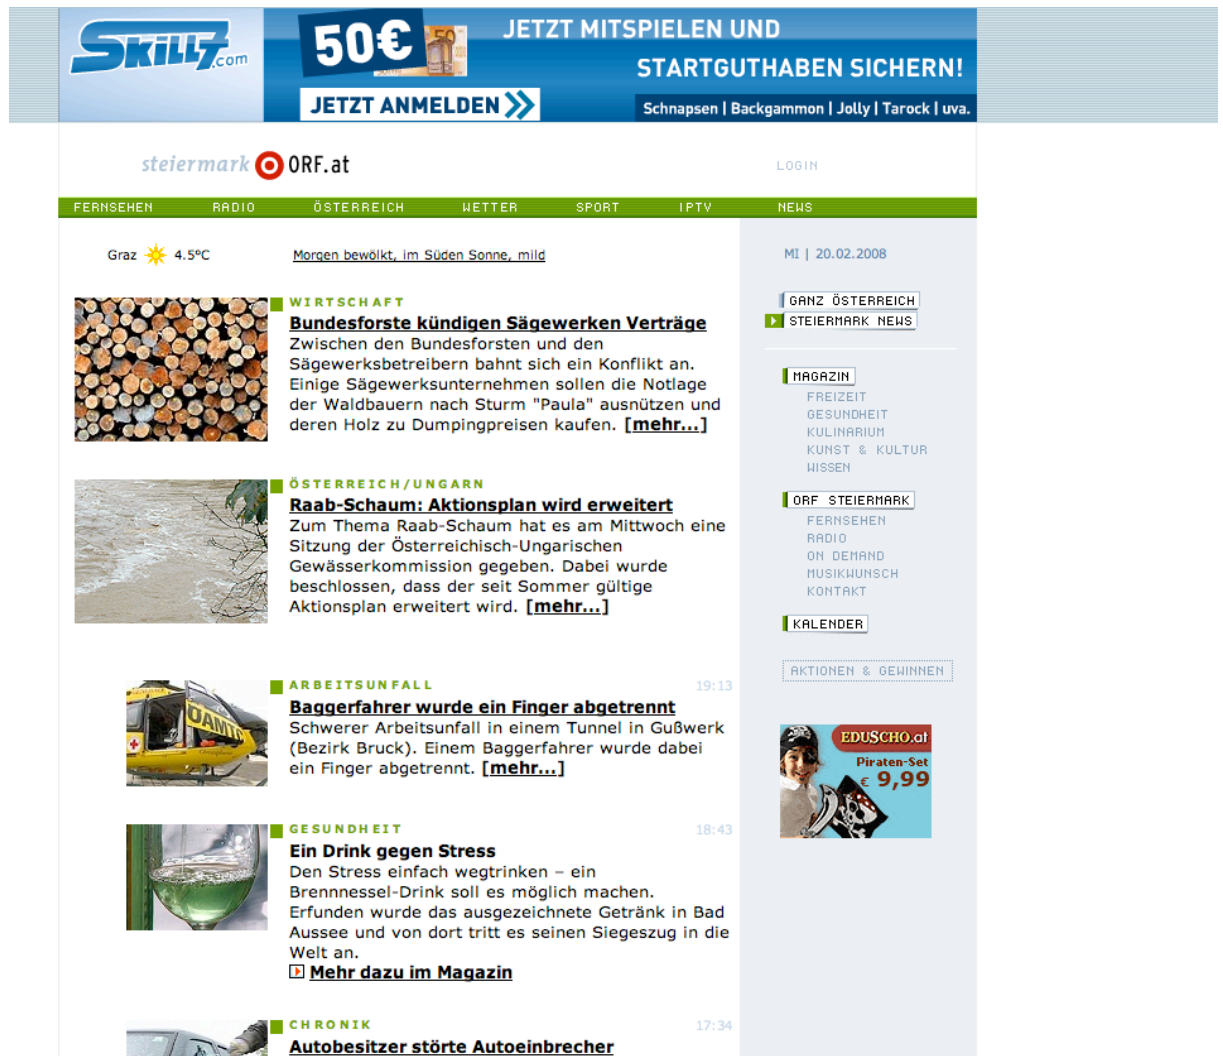 SKILL7.com
50€
JETZT MITSPIELEN UND
STARTGUTHABEN SICHERN!
JETZT ANMELDEN
Schnapsen | Backgammon | Jolly | Tarock | uva.
steiermark ORF.at
LOGIN
FERNSEHEN RADIO ÖSTERREICH WETTER SPORT IPTV NEWS
Graz 4.5°C
Morgen bewölkt, im Süden Sonne, mild
MI | 20.02.2008
WIRTSCHAFT
Bundesforste kündigen Sägewerken Verträge
Zwischen den Bundesforsten und den
Sägewerksbetreibern bahnt sich ein Konflikt an.
Einige Sägewerksunternehmen sollen die Notlage
der Waldbauern nach Sturm "Paula" ausnützen und
deren Holz zu Dumpingpreisen kaufen. [mehr...]
ÖSTERREICH/UNGARN
Raab-Schaum: Aktionsplan wird erweitert
Zum Thema Raab-Schaum hat es am Mittwoch eine
Sitzung der Österreichisch-Ungarischen
Gewässerkommission gegeben. Dabei wurde
beschlossen, dass der seit Sommer gültige
Aktionsplan erweitert wird. [mehr...]
ÖAMTC
ARBEITSUNFALL 19:13
Baggerfahrer wurde ein Finger abgetrennt
Schwerer Arbeitsunfall in einem Tunnel in Gußwerk
(Bezirk Bruck). Einem Baggerfahrer wurde dabei
ein Finger abgetrennt. [mehr...]
GESUNDHEIT 18:43
Ein Drink gegen Stress
Den Stress einfach wegtrinken – ein
Brennnessel-Drink soll es möglich machen.
Erfunden wurde das ausgezeichnete Getränk in Bad
Aussee und von dort tritt es seinen Siegeszug in die
Welt an.
Mehr dazu im Magazin
CHRONIK 17:34
Autobesitzer störte Autoeinbrecher
GANZ ÖSTERREICH
STEIERMARK NEWS
MAGAZIN
FREIZEIT
GESUNDHEIT
KULINARIUM
KUNST & KULTUR
WISSEN
ORF STEIERMARK
FERNSEHEN
RADIO
ON DEMAND
MUSIKWUNSCH
KONTAKT
KALENDER
AKTIONEN & GEWINNEN
EDUSCHO.at
Piraten-Set
€ 9,99